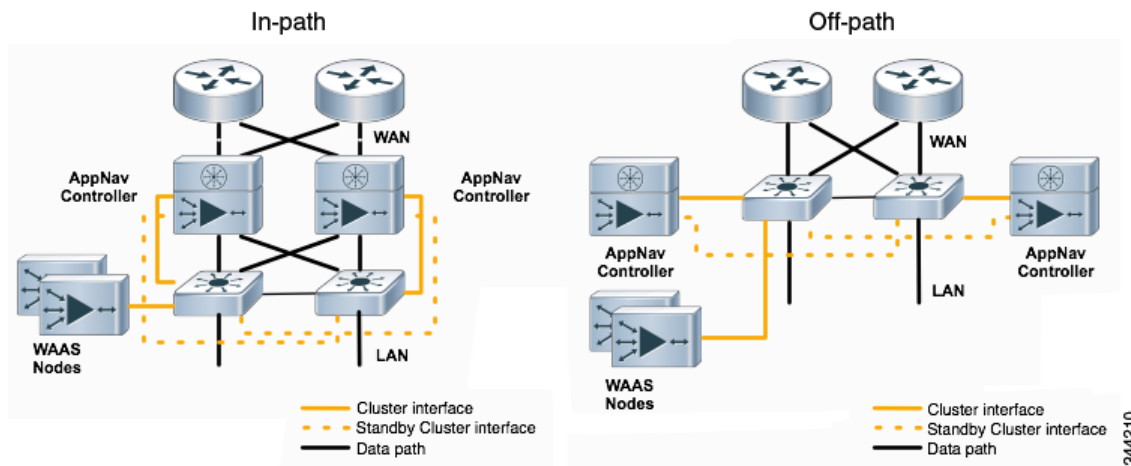 In-path
Off-path
WAN
AppNav
Controller
AppNav
Controller
WAAS
Nodes
LAN
Cluster interface
Standby Cluster interface
Data path
WAN
AppNav
Controller
AppNav
Controller
LAN
WAAS
Nodes
Cluster interface
Standby Cluster interface
Data path
244210